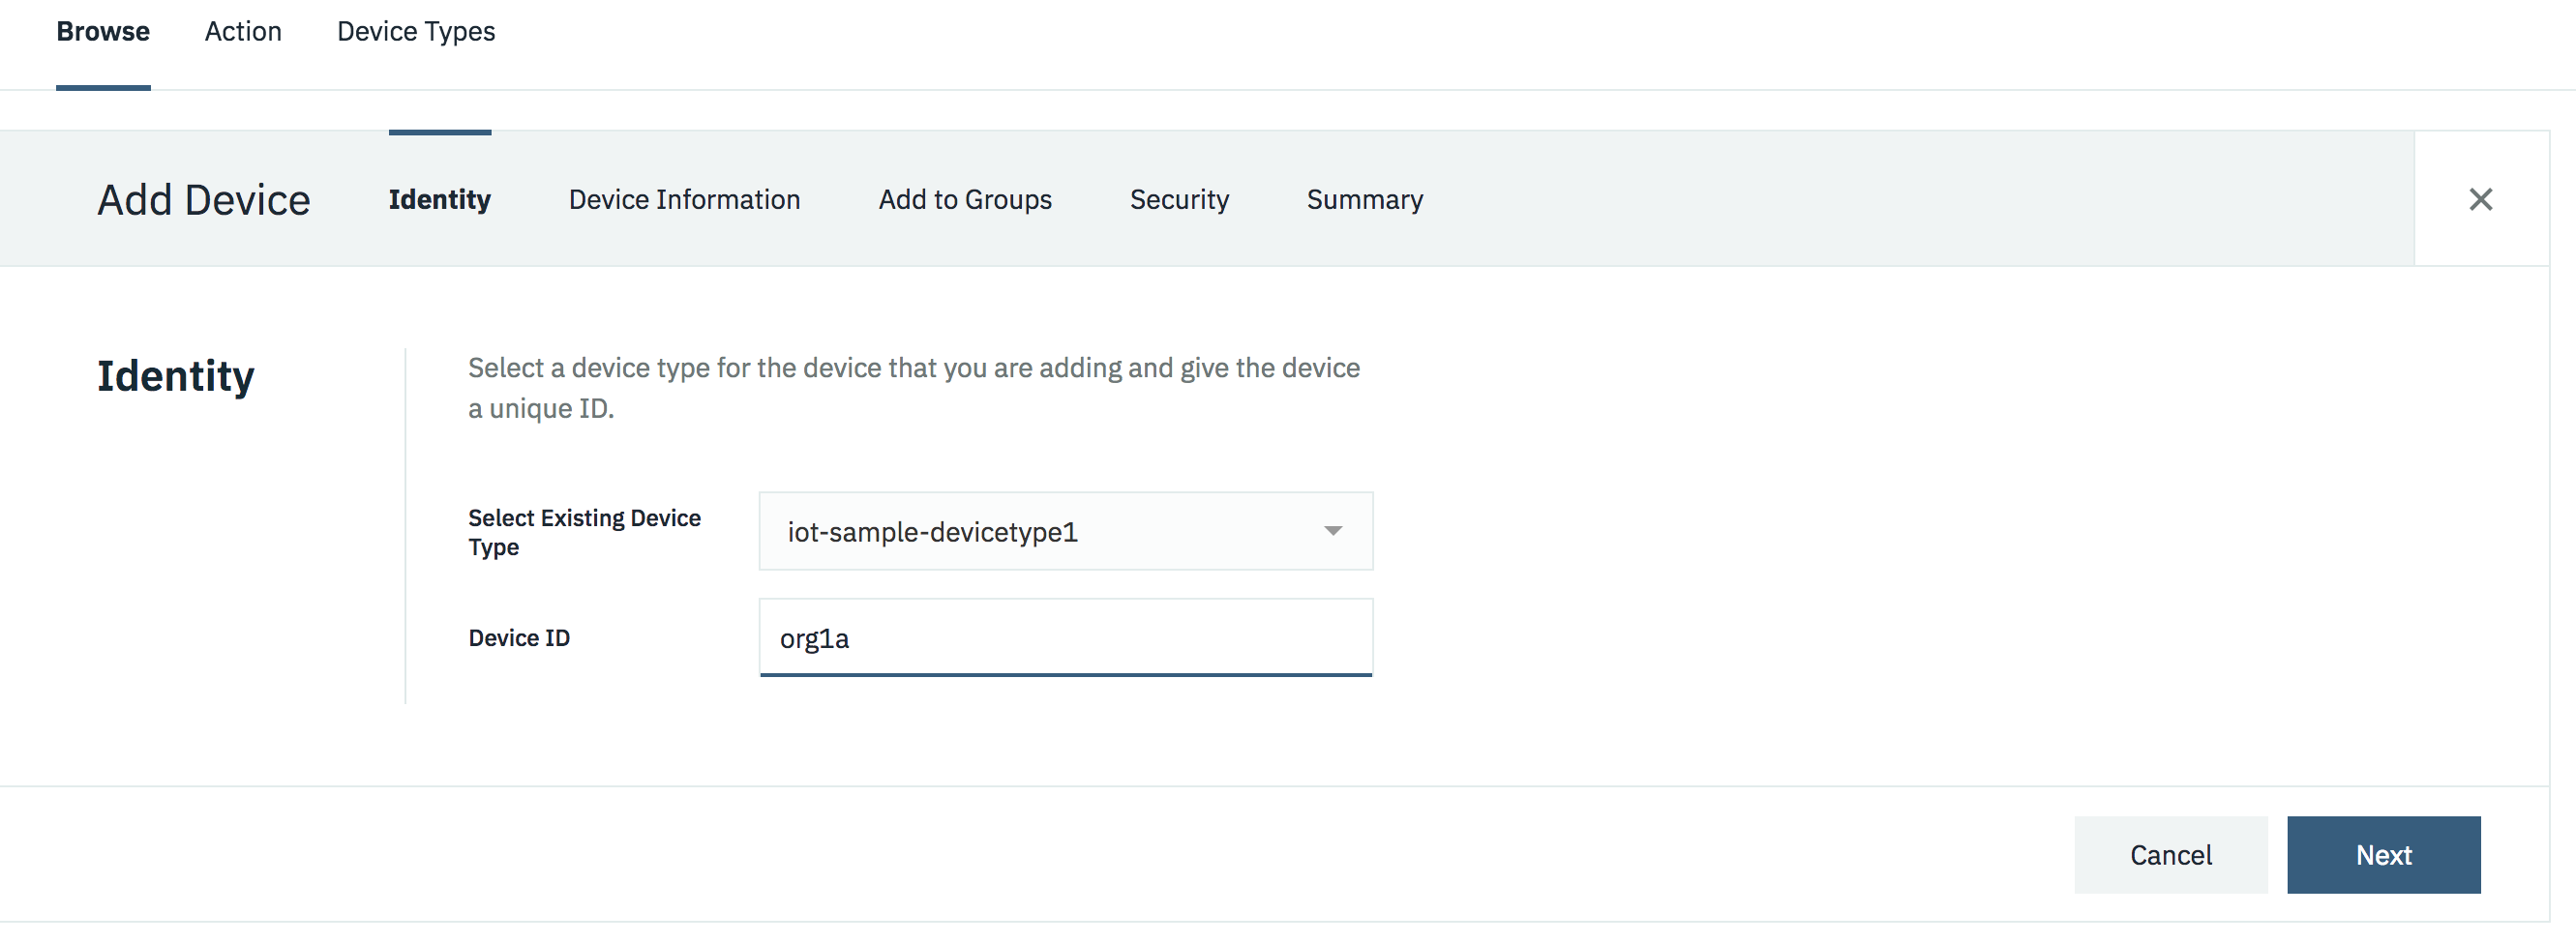 Browse Action Device Types
Add Device Identity Device Information Add to Groups Security Summary
Identity
Select a device type for the device that you are adding and give the device
a unique ID.
Select Existing Device
Type
iot-sample-devicetype1
Device ID
org1a
Cancel Next